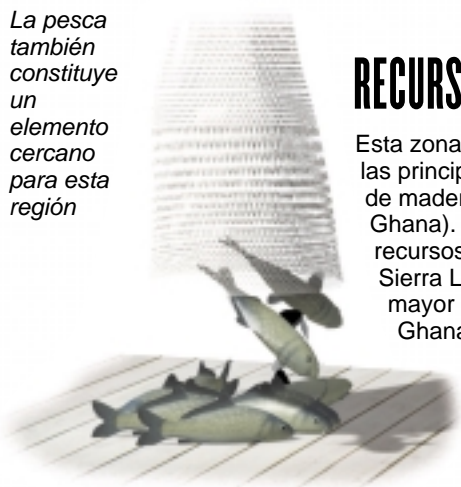 La pesca
también
constituye
un
elemento
cercano
para esta
región
RECURS
Esta zona
las princip
de mader
Ghana).
recursos
Sierra L
mayor
Ghana